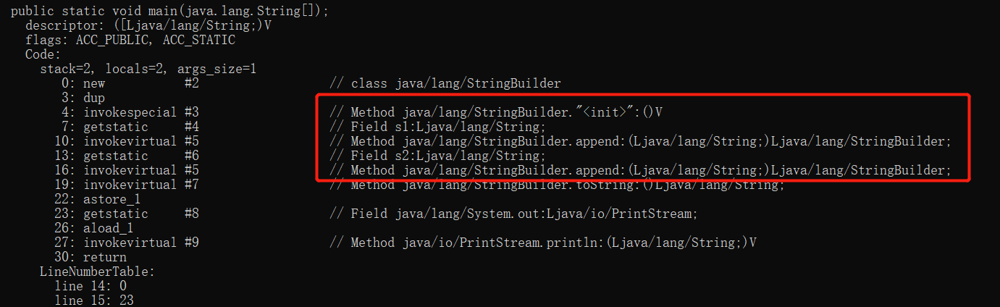 public static void main(java.lang.String[]);
descriptor: ([Ljava/lang/String;)V
flags: ACC_PUBLIC, ACC_STATIC
Code:
stack=2, locals=2, args_size=1
0: new #2 // class java/lang/StringBuilder
3: dup
4: invokespecial #3 // Method java/lang/StringBuilder."<init>":()V
7: getstatic #4 // Field s1:Ljava/lang/String;
10: invokevirtual #5 // Method java/lang/StringBuilder.append:(Ljava/lang/String;)Ljava/lang/StringBuilder;
13: getstatic #6 // Field s2:Ljava/lang/String;
16: invokevirtual #5 // Method java/lang/StringBuilder.append:(Ljava/lang/String;)Ljava/lang/StringBuilder;
19: invokevirtual #7 // Method java/lang/StringBuilder.toString:()Ljava/lang/String;
22: astore_1
23: getstatic #8 // Field java/lang/System.out:Ljava/io/PrintStream;
26: aload_1
27: invokevirtual #9 // Method java/io/PrintStream.println:(Ljava/lang/String;)V
30: return
LineNumberTable:
line 14: 0
line 15: 23